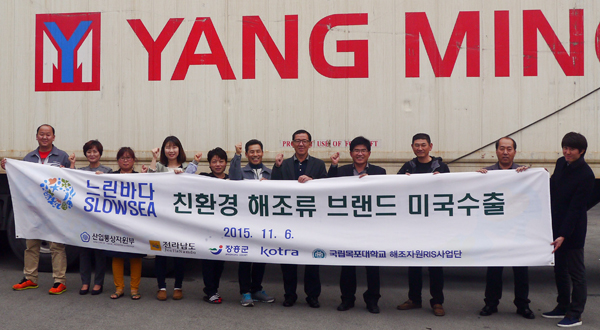 YANG MING
느린바다
SLOWSEA
친환경 해조류 브랜드 미국수출
2015. 11. 6.
산업통상자원부 전라남도 장흥군 kotra 국립목포대학교 해조자원RIS사업단